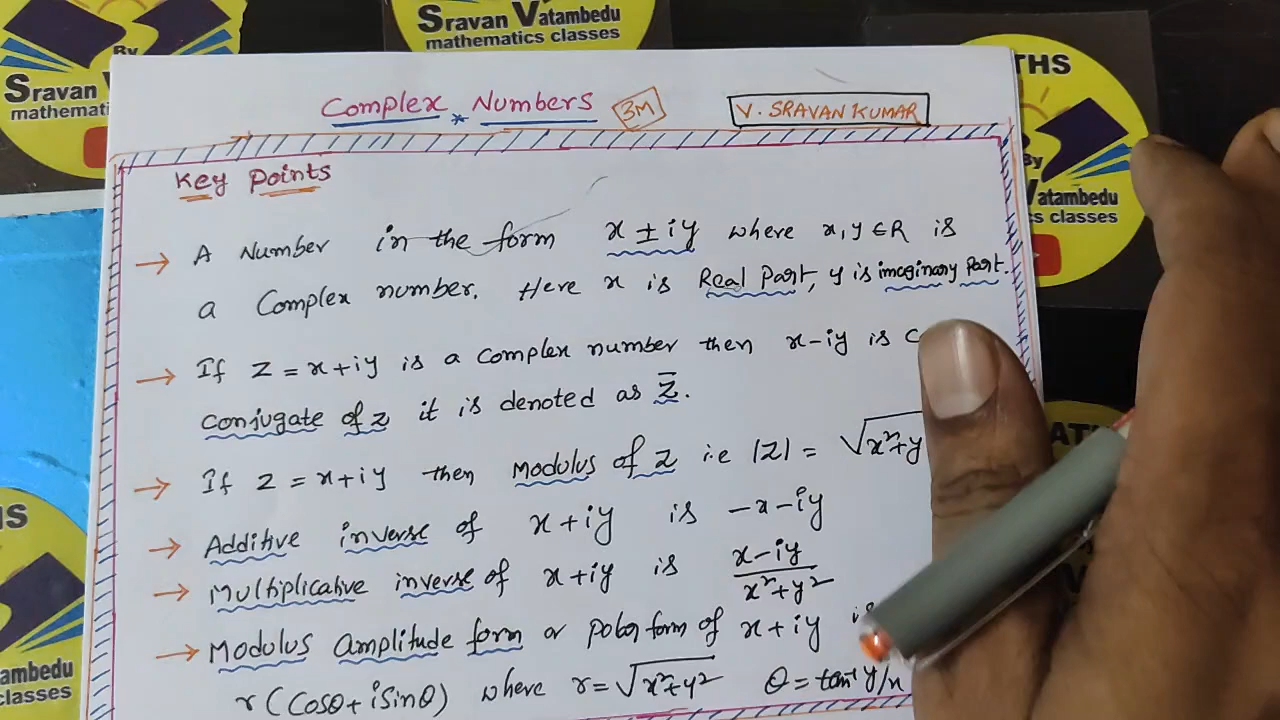 Sravan Vatambedu
mathematics classes
By
Sravan
Complex Numbers 3M
V. SRAVAN KUMAR
By
Vatambedu
classes
Key Points
→ A Number in the form x ± iy where x, y ∈ R is
a Complex number. Here x is Real Part, y is imaginary Part.
→ If z = x + iy is a complex number then x - iy is C
Conjugate of z it is denoted as z̅.
→ If z = x + iy then Modulus of z i.e |z| = √x²+y
→ Additive inverse of x + iy is -x - iy
→ Multiplicative inverse of x + iy is x-iy/x²+y²
→ Modulus amplitude form or polar form of x + iy is
r (Cosθ + i Sinθ) where r = √x²+y² θ = tan⁻¹ y/x
ambedu
classes